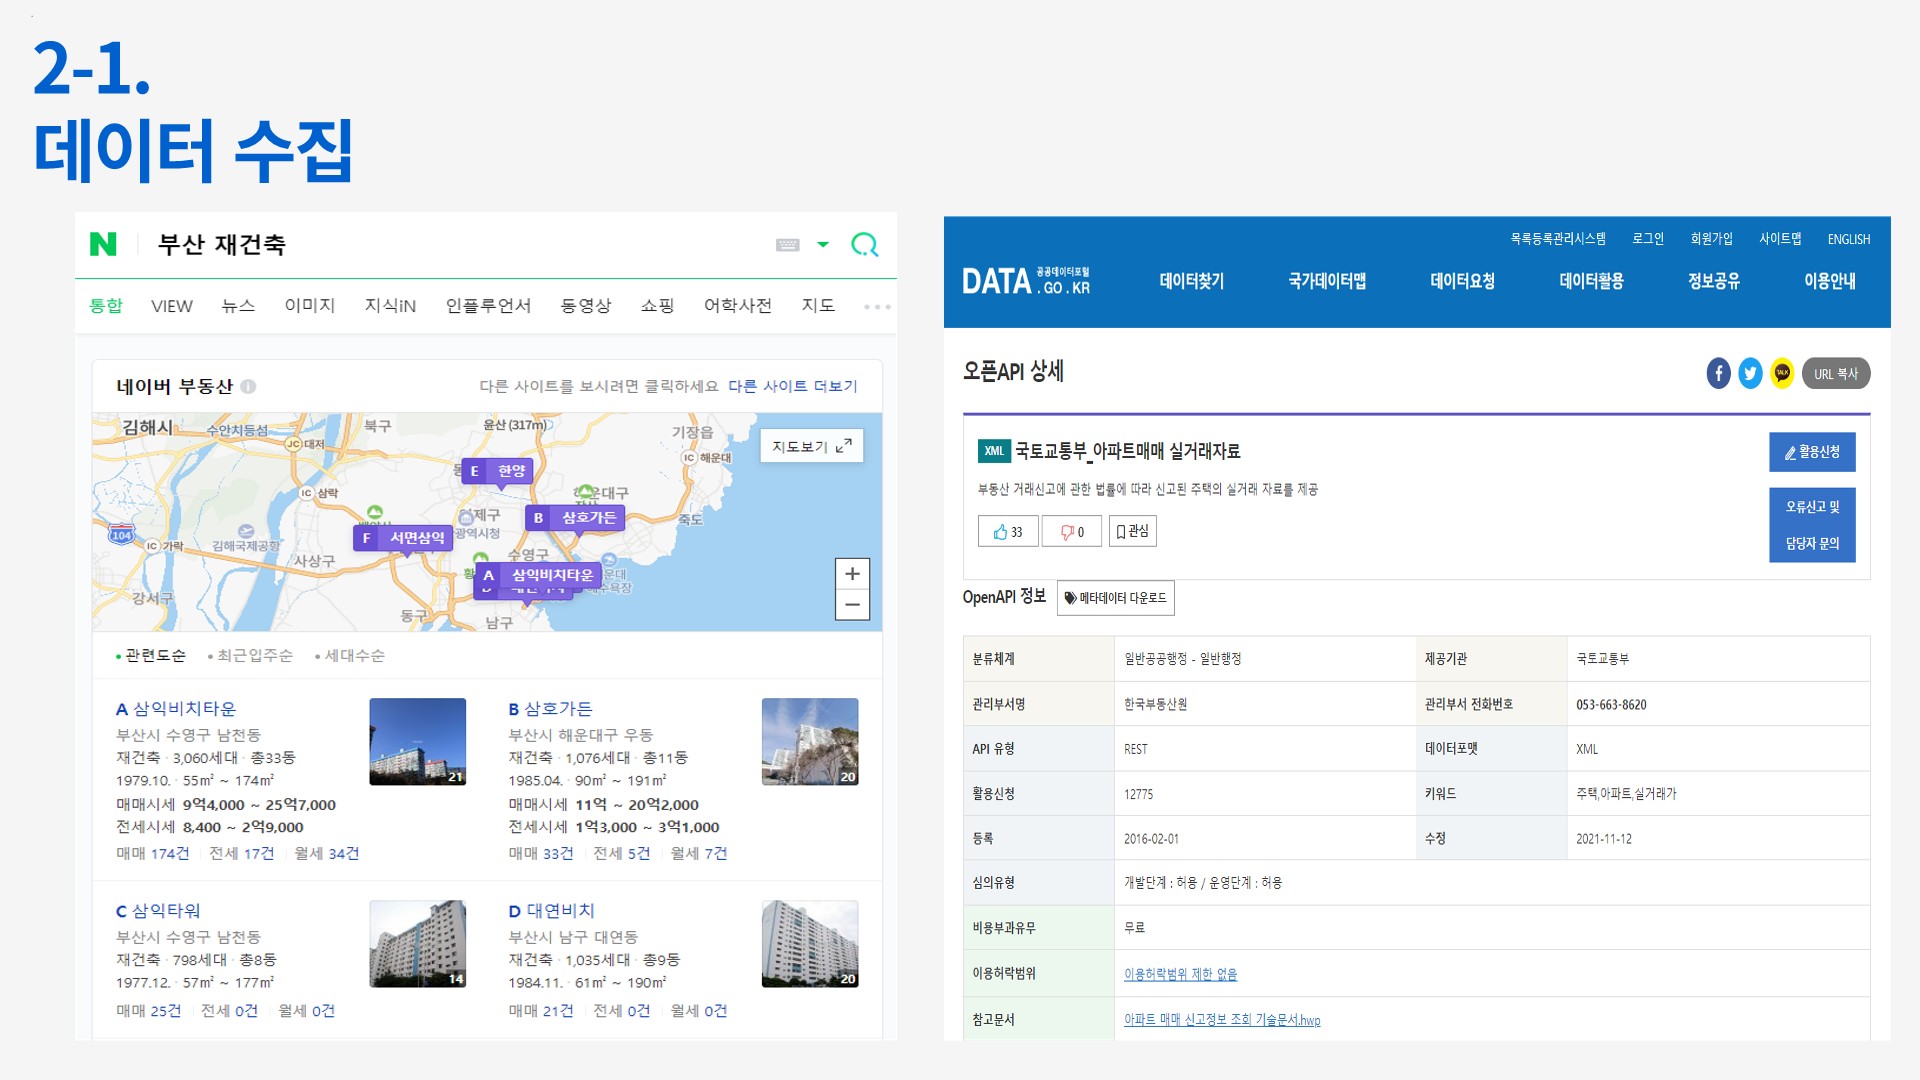 2-1.
데이터 수집
N 부산 재건축
통합 VIEW 뉴스 이미지 지식iN 인플루언서 동영상 쇼핑 어학사전 지도
네이버 부동산
다른 사이트를 보시려면 클릭하세요 다른 사이트 더보기
김해시
수안치등섬
JC 대저
북구
윤산 (317m)
기장읍
IC 해운대
지도보기
E 한양
IC 삼락
B 삼호가든
죽도
104
IC 가락
김해국제공항
F 서면삼익
광역시청
사상구
수영구
A 삼익비치타운
강서구
동구
남구
+
−
관련도순 최근입주순 세대수순
A 삼익비치타운
부산시 수영구 남천동
재건축 · 3,060세대 · 총33동
1979.10. · 55㎡ ~ 174㎡
매매시세 9억4,000 ~ 25억7,000
전세시세 8,400 ~ 2억9,000
매매 174건 전세 17건 월세 34건
21
B 삼호가든
부산시 해운대구 우동
재건축 · 1,076세대 · 총11동
1985.04. · 90㎡ ~ 191㎡
매매시세 11억 ~ 20억2,000
전세시세 1억3,000 ~ 3억1,000
매매 33건 전세 5건 월세 7건
20
C 삼익타워
부산시 수영구 남천동
재건축 · 798세대 · 총8동
1977.12. · 57㎡ ~ 177㎡
매매 25건 전세 0건 월세 0건
14
D 대연비치
부산시 남구 대연동
재건축 · 1,035세대 · 총9동
1984.11. · 61㎡ ~ 190㎡
매매 21건 전세 0건 월세 0건
20
목록등록관리시스템 로그인 회원가입 사이트맵 ENGLISH
DATA 공공데이터포털 .GO.KR
데이터찾기 국가데이터맵 데이터요청 데이터활용 정보공유 이용안내
오픈API 상세
f TALK URL 복사
XML 국토교통부_아파트매매 실거래자료
활용신청
부동산 거래신고에 관한 법률에 따라 신고된 주택의 실거래 자료를 제공
오류신고 및
담당자 문의
33 0 관심
OpenAPI 정보 메타데이터 다운로드
분류체계 일반공공행정 - 일반행정 제공기관 국토교통부
관리부서명 한국부동산원 관리부서 전화번호 053-663-8620
API 유형 REST 데이터포맷 XML
활용신청 12775 키워드 주택,아파트,실거래가
등록 2016-02-01 수정 2021-11-12
심의유형 개발단계 : 허용 / 운영단계 : 허용
비용부과유무 무료
이용허락범위 이용허락범위 제한 없음
참고문서 아파트 매매 신고정보 조회 기술문서.hwp